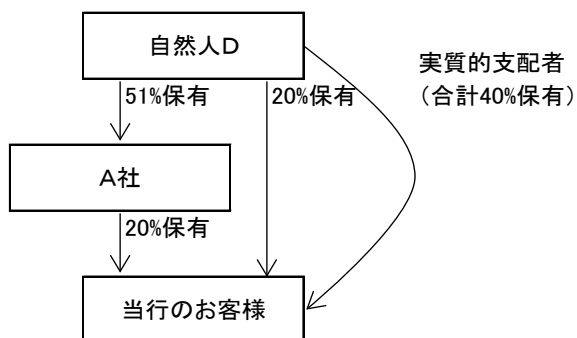 自然人D
51%保有
20%保有
実質的支配者
（合計40%保有）
A社
20%保有
当行のお客様